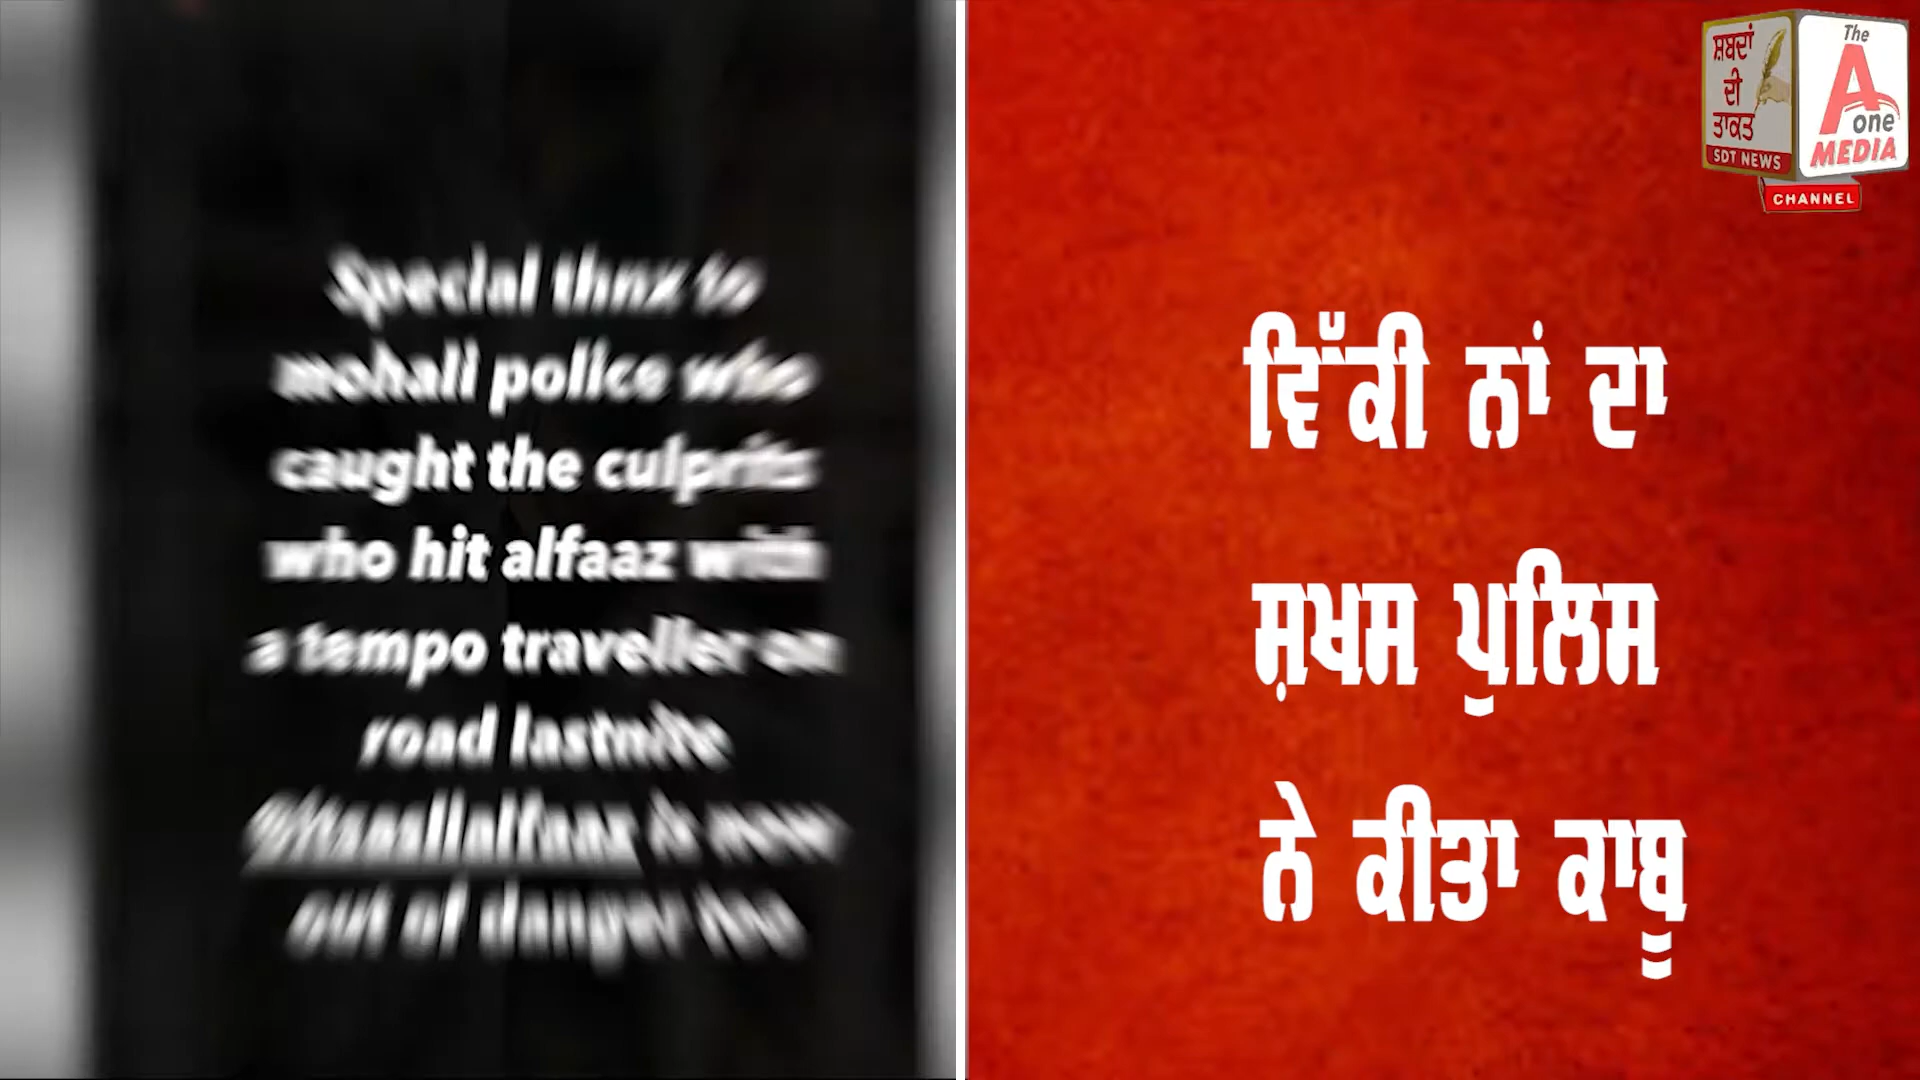 Special thnx to
mohali police who
caught the culprits
who hit alfaaz with
a tempo traveller on
road lastnite
@itsaslialfaaz is now
out of danger too
ਵਿੱਕੀ ਨਾਂ ਦਾ
ਸ਼ਖਸ ਪੁਲਿਸ
ਨੇ ਕੀਤਾ ਕਾਬੂ
ਸ਼ਬਦਾਂ
ਦੀ
ਤਾਕਤ
SDT NEWS
The
A
one
MEDIA
CHANNEL